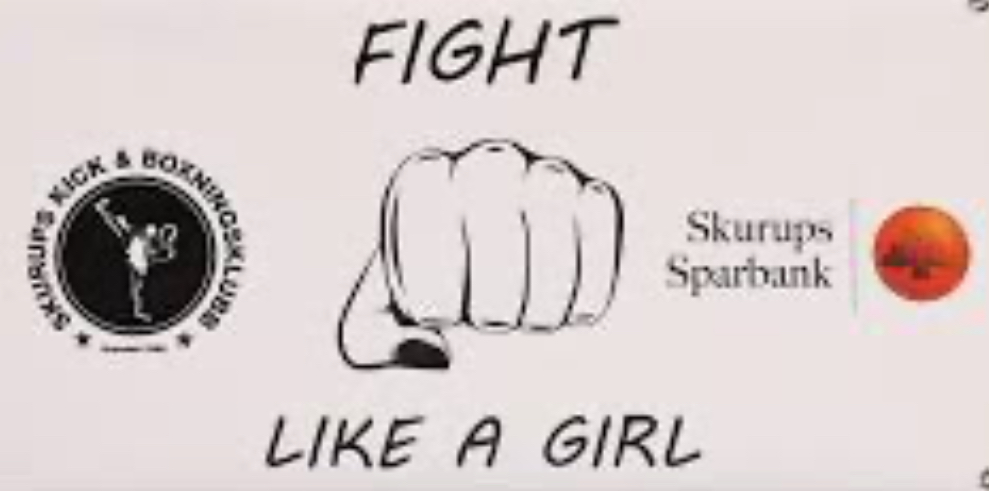 FIGHT
SKURUPS KICK & BOXNINGSKLUBB
Skurups
Sparbank
LIKE A GIRL